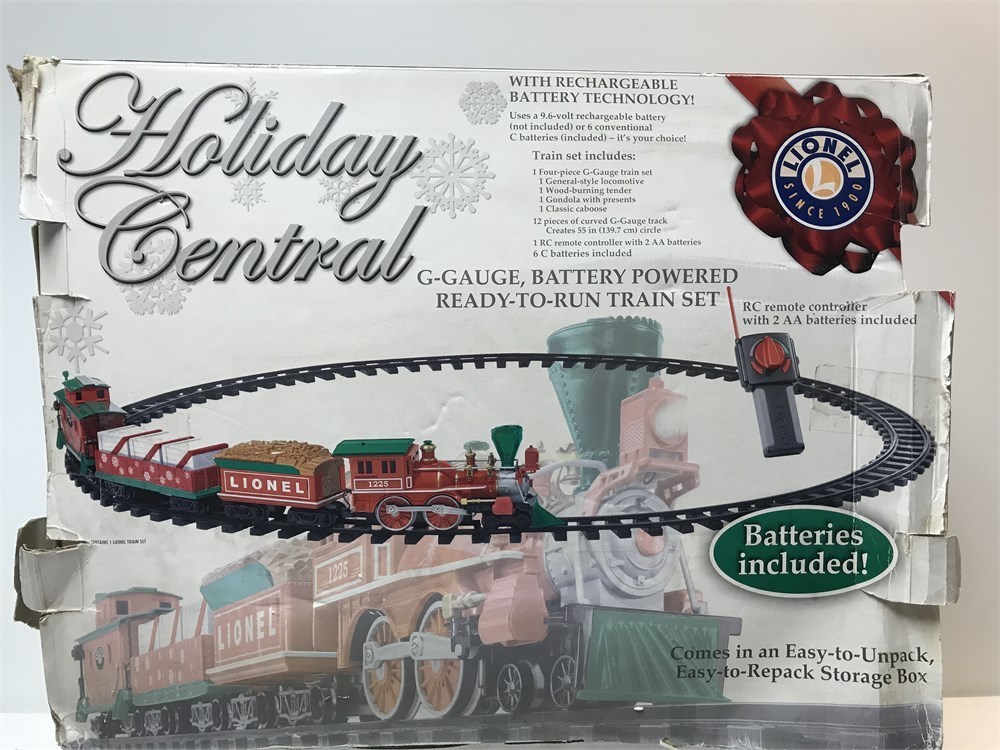 Holiday
Central
WITH RECHARGEABLE
BATTERY TECHNOLOGY!
Uses a 9.6-volt rechargeable battery
(not included) or 6 conventional
C batteries (included) – it's your choice!
Train set includes:
1 Four-piece G-Gauge train set
1 General-style locomotive
1 Wood-burning tender
1 Gondola with presents
1 Classic caboose
12 pieces of curved G-Gauge track
Creates 55 in (139.7 cm) circle
1 RC remote controller with 2 AA batteries
6 C batteries included
LIONEL
L
SINCE 1900
G-GAUGE, BATTERY POWERED
READY-TO-RUN TRAIN SET
RC remote controller
with 2 AA batteries included
1225
LIONEL
CONTAINS 1 LIONEL TRAIN SET
Batteries
included!
1225
LIONEL
Comes in an Easy-to-Unpack,
Easy-to-Repack Storage Box